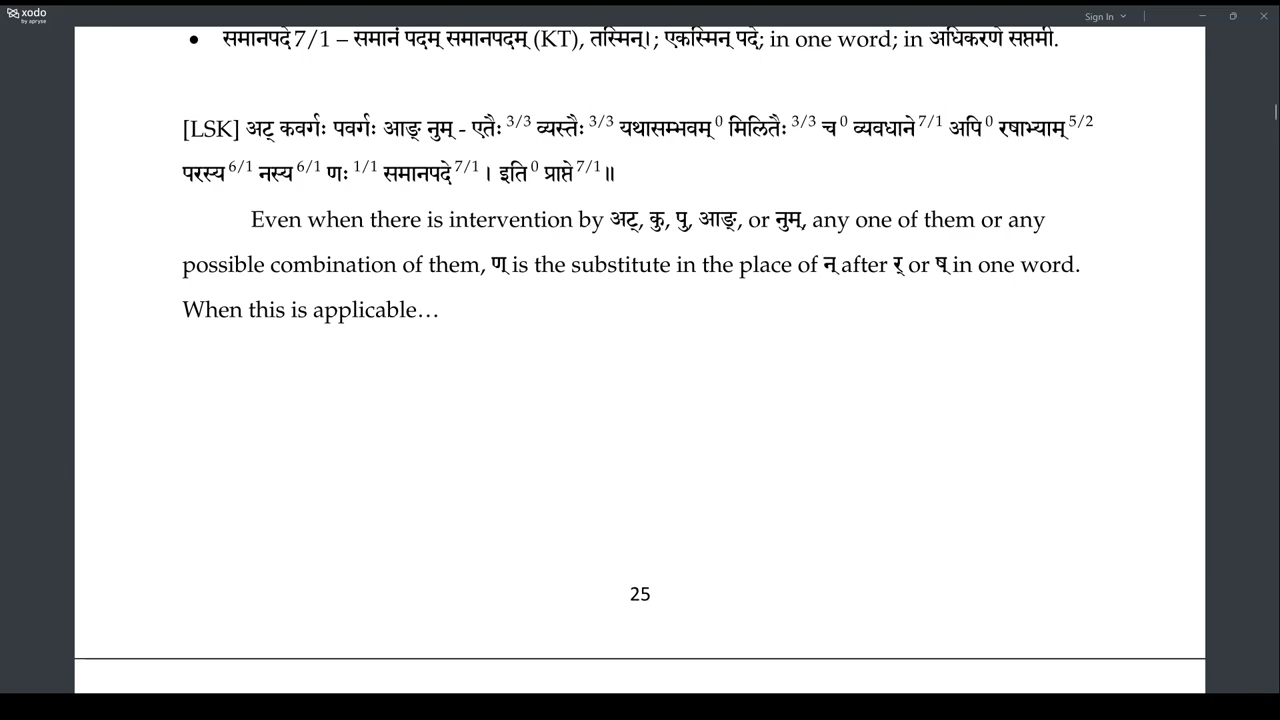 xodo
by apryse
Sign In
• समानपदे 7/1 – समानं पदम् समानपदम् (KT), तस्मिन्।; एकस्मिन् पदे; in one word; in अधिकरणे सप्तमी.
[LSK] अट् कवर्गः पवर्गः आङ् नुम् - एतैः 3/3 व्यस्तैः 3/3 यथासम्भवम् 0 मिलितैः 3/3 च 0 व्यवधाने 7/1 अपि 0 रषाभ्याम् 5/2
परस्य 6/1 नस्य 6/1 णः 1/1 समानपदे 7/1 । इति 0 प्राप्ते 7/1 ॥
Even when there is intervention by अट्, कु, पु, आङ्, or नुम्, any one of them or any
possible combination of them, ण् is the substitute in the place of न् after र् or ष् in one word.
When this is applicable…
25